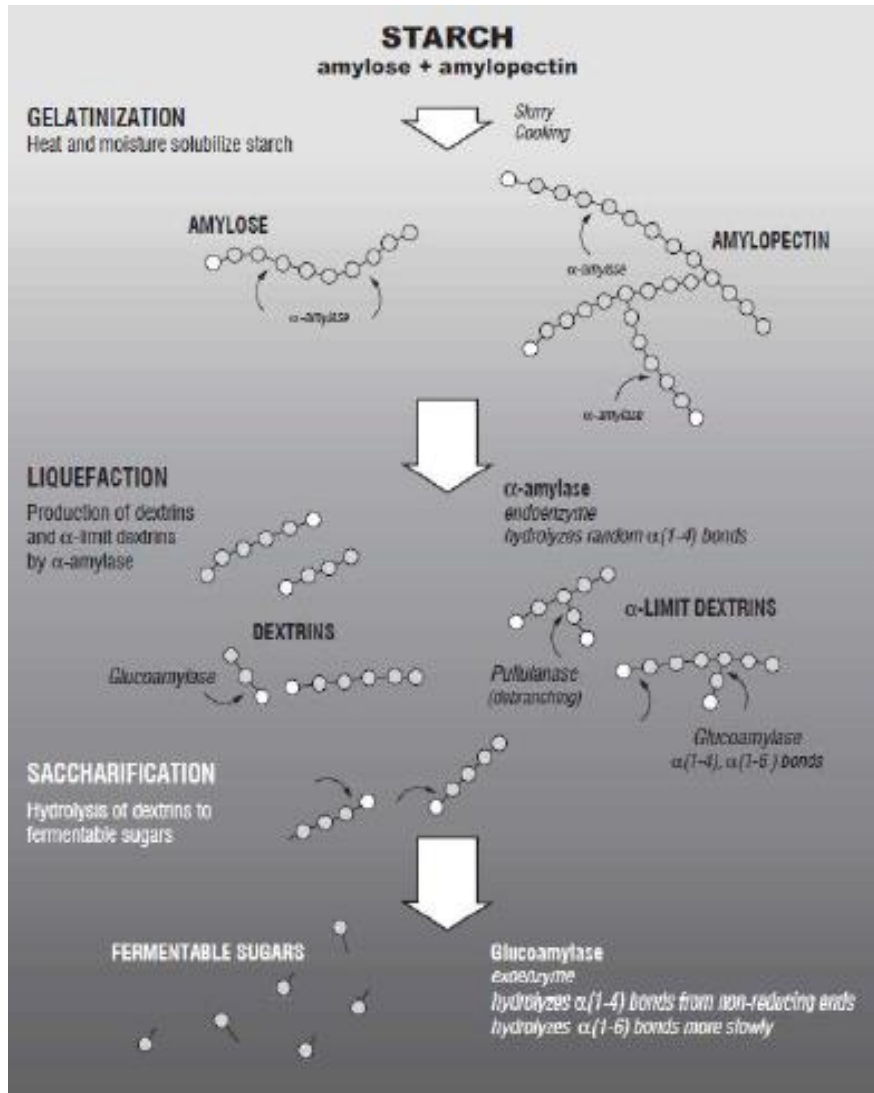 STARCH
amylose + amylopectin
GELATINIZATION
Heat and moisture solubilize starch
Slurry
Cooking
AMYLOSE
α-amylase
AMYLOPECTIN
α-amylase
α-amylase
LIQUEFACTION
Production of dextrins
and α-limit dextrins
by α-amylase
α-amylase
endoenzyme
hydrolyzes random α(1-4) bonds
DEXTRINS
α-LIMIT DEXTRINS
Glucoamylase
Pullulanase
(debranching)
Glucoamylase
α(1-4), α(1-6) bonds
SACCHARIFICATION
Hydrolysis of dextrins to
fermentable sugars
FERMENTABLE SUGARS
Glucoamylase
exoenzyme
hydrolyzes α(1-4) bonds from non-reducing ends
hydrolyzes α(1-6) bonds more slowly